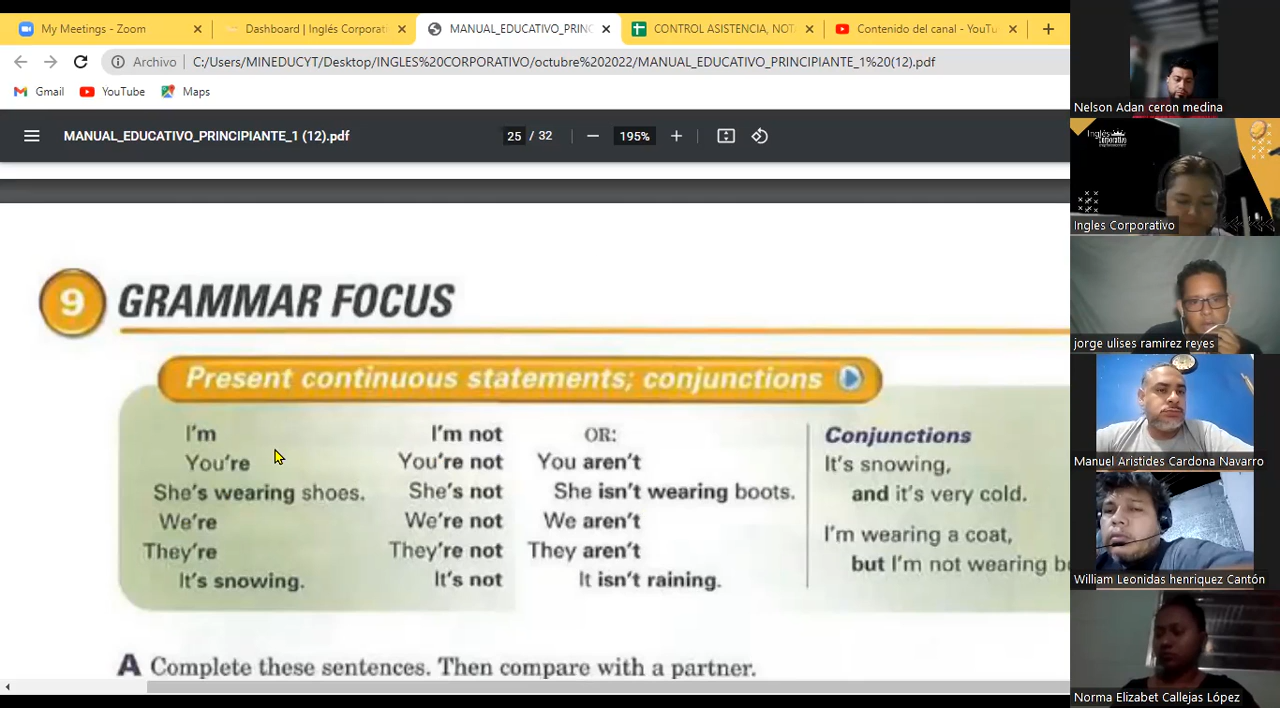 My Meetings - Zoom
Dashboard | Inglés Corporati
MANUAL_EDUCATIVO_PRINC
CONTROL ASISTENCIA, NOT
Contenido del canal - YouTu
Archivo
C:/Users/MINEDUCYT/Desktop/INGLES%20CORPORATIVO/octubre%202022/MANUAL_EDUCATIVO_PRINCIPIANTE_1%20(12).pdf
Gmail
YouTube
Maps
MANUAL_EDUCATIVO_PRINCIPIANTE_1 (12).pdf
25 / 32
195%
9 GRAMMAR FOCUS
Present continuous statements; conjunctions
I'm
You're
She's wearing shoes.
We're
They're
It's snowing.
I'm not
You're not
She's not
We're not
They're not
It's not
OR:
You aren't
She isn't wearing boots.
We aren't
They aren't
It isn't raining.
Conjunctions
It's snowing,
and it's very cold.
I'm wearing a coat,
but I'm not wearing b
A Complete these sentences. Then compare with a partner.
Nelson Adan ceron medina
Inglés
Corporativo
Ingles Corporativo
jorge ulises ramirez reyes
Manuel Aristides Cardona Navarro
William Leonidas henriquez Cantón
Norma Elizabet Callejas López